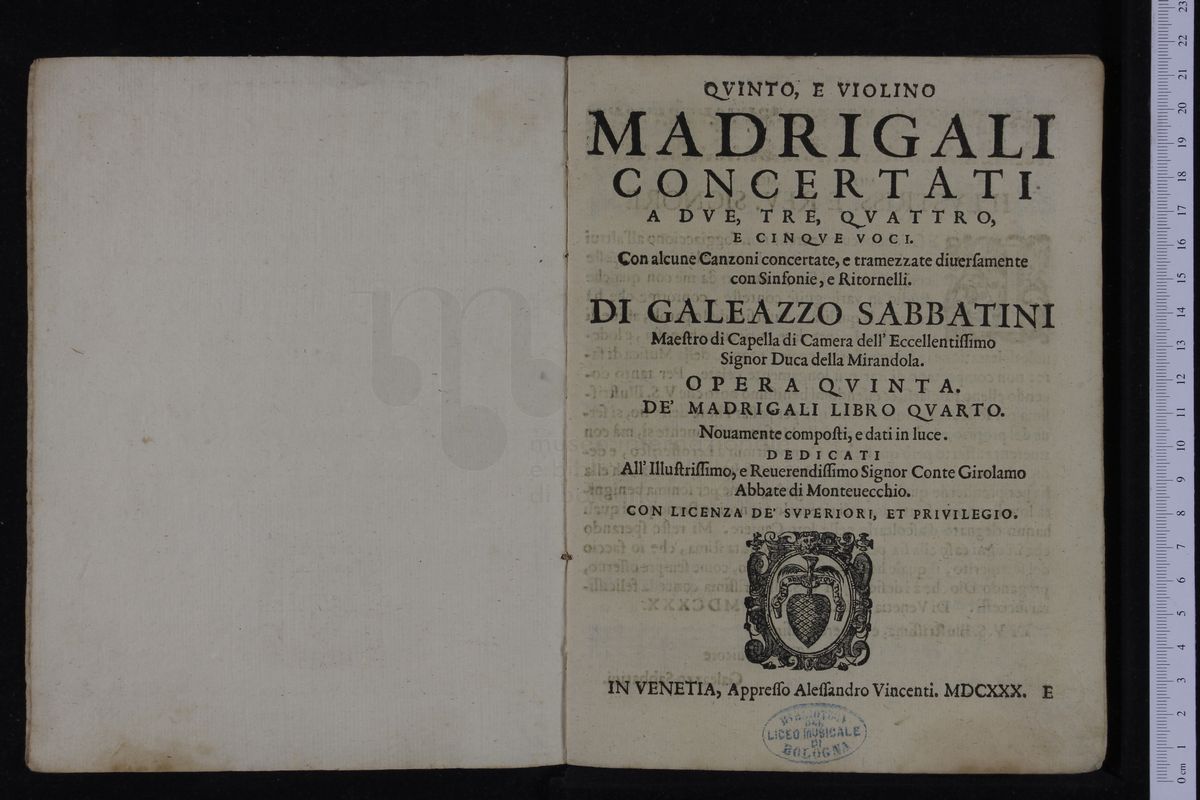 QVINTO, E VIOLINO
MADRIGALI
CONCERTATI
A DVE, TRE, QVATTRO,
E CINQVE VOCI.
Con alcune Canzoni concertate, e tramezzate diuerſamente
con Sinfonie, e Ritornelli.
DI GALEAZZO SABBATINI
Maeſtro di Capella di Camera dell' Eccellentiſſimo
Signor Duca della Mirandola.
OPERA QVINTA.
DE' MADRIGALI LIBRO QVARTO.
Nouamente compoſti, e dati in luce.
DEDICATI
All' Illuſtriſſimo, e Reuerendiſſimo Signor Conte Girolamo
Abbate di Monteuecchio.
CON LICENZA DE' SVPERIORI, ET PRIVILEGIO.
IN VENETIA, Appreſſo Aleſſandro Vincenti. MDCXXX. E
LICEO MUSICALE
DI
BOLOGNA